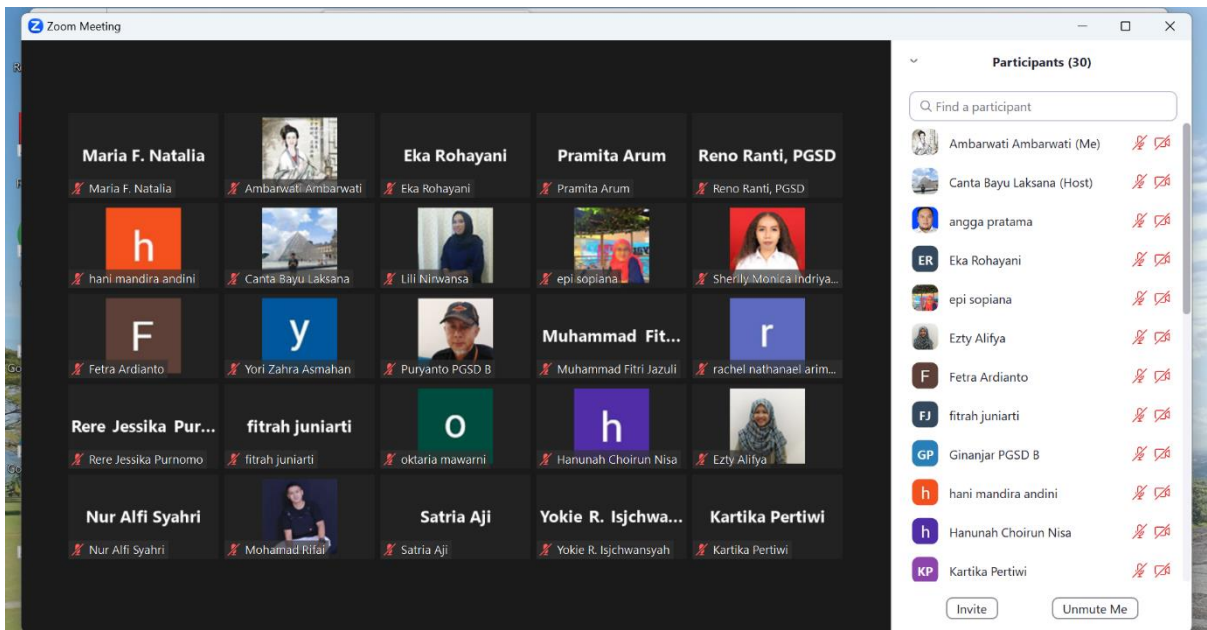 Zoom Meeting
Maria F. Natalia
Maria F. Natalia
Ambarwati Ambarwati
Eka Rohayani
Eka Rohayani
Pramita Arum
Pramita Arum
Reno Ranti, PGSD
Reno Ranti, PGSD
h
hani mandira andini
Canta Bayu Laksana
Lili Nirwansa
epi sopiana
Sherlly Monica Indriya...
F
Fetra Ardianto
y
Yori Zahra Asmahan
Puryanto PGSD B
Muhammad Fit...
Muhammad Fitri Jazuli
r
rachel nathanael arim...
Rere Jessika Pur...
Rere Jessika Purnomo
fitrah juniarti
fitrah juniarti
o
oktaria mawarni
h
Hanunah Choirun Nisa
Ezty Alifya
Nur Alfi Syahri
Nur Alfi Syahri
Mohamad Rifai
Satria Aji
Satria Aji
Yokie R. Isjchwa...
Yokie R. Isjchwansyah
Kartika Pertiwi
Kartika Pertiwi
Participants (30)
Find a participant
Ambarwati Ambarwati (Me)
Canta Bayu Laksana (Host)
angga pratama
ER Eka Rohayani
epi sopiana
Ezty Alifya
F Fetra Ardianto
FJ fitrah juniarti
GP Ginanjar PGSD B
h hani mandira andini
h Hanunah Choirun Nisa
KP Kartika Pertiwi
Invite
Unmute Me